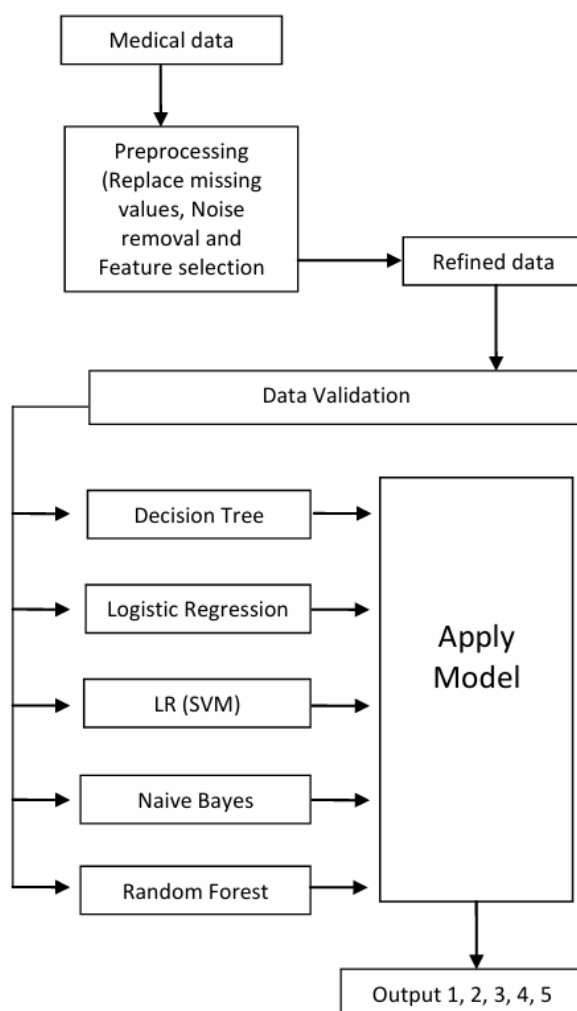 Medical data
Preprocessing
(Replace missing
values, Noise
removal and
Feature selection
Refined data
Data Validation
Decision Tree
Logistic Regression
LR (SVM)
Naive Bayes
Random Forest
Apply
Model
Output 1, 2, 3, 4, 5